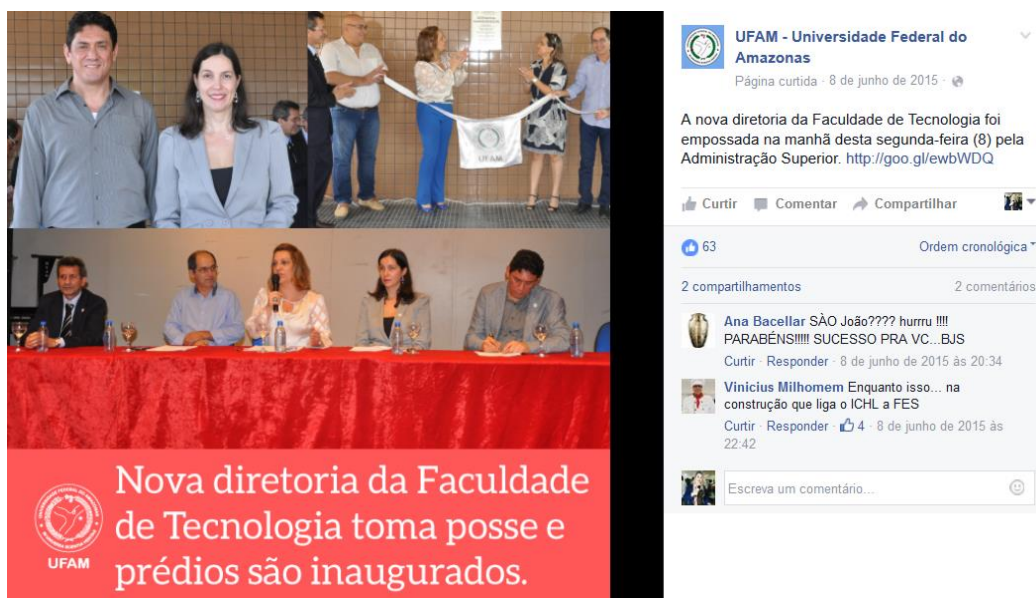 UFAM
Nova diretoria da Faculdade
de Tecnologia toma posse e
prédios são inaugurados.
UFAM
UFAM - Universidade Federal do
Amazonas
Página curtida · 8 de junho de 2015 ·
A nova diretoria da Faculdade de Tecnologia foi
empossada na manhã desta segunda-feira (8) pela
Administração Superior. http://goo.gl/ewbWDQ
Curtir Comentar Compartilhar
63 Ordem cronológica
2 compartilhamentos 2 comentários
Ana Bacellar SÃO João???? hurrru !!!!
PARABÉNS!!!!! SUCESSO PRA VC...BJS
Curtir · Responder · 8 de junho de 2015 às 20:34
Vinicius Milhomem Enquanto isso... na
construção que liga o ICHL a FES
Curtir · Responder · 4 · 8 de junho de 2015 às
22:42
Escreva um comentário...